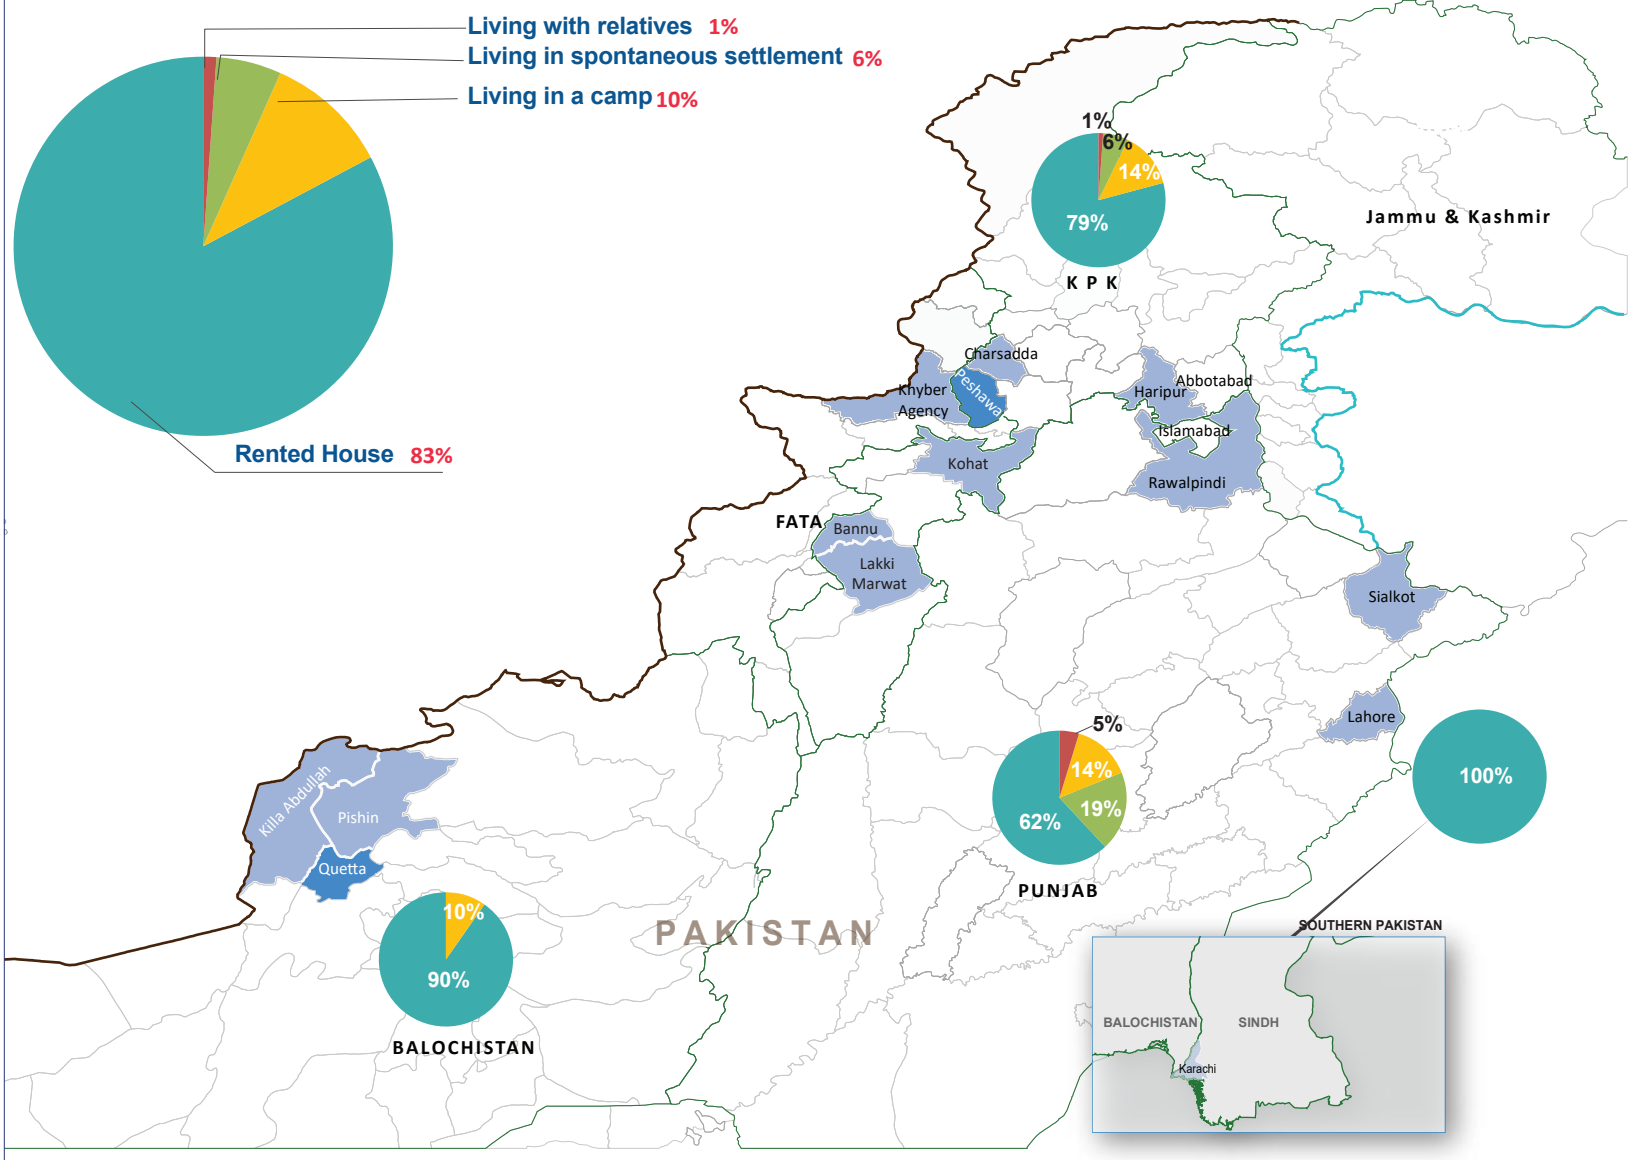 Living with relatives 1%
Living in spontaneous settlement 6%
Living in a camp 10%
Rented House 83%
1%
6%
14%
79%
K P K
Jammu & Kashmir
Charsadda
Peshawa
Khyber
Agency
Haripur
Abbotabad
Islamabad
Kohat
Rawalpindi
FATA
Bannu
Lakki
Marwat
Sialkot
Lahore
5%
14%
19%
62%
PUNJAB
100%
Killa Abdullah
Pishin
Quetta
10%
90%
BALOCHISTAN
PAKISTAN
SOUTHERN PAKISTAN
BALOCHISTAN
SINDH
Karachi